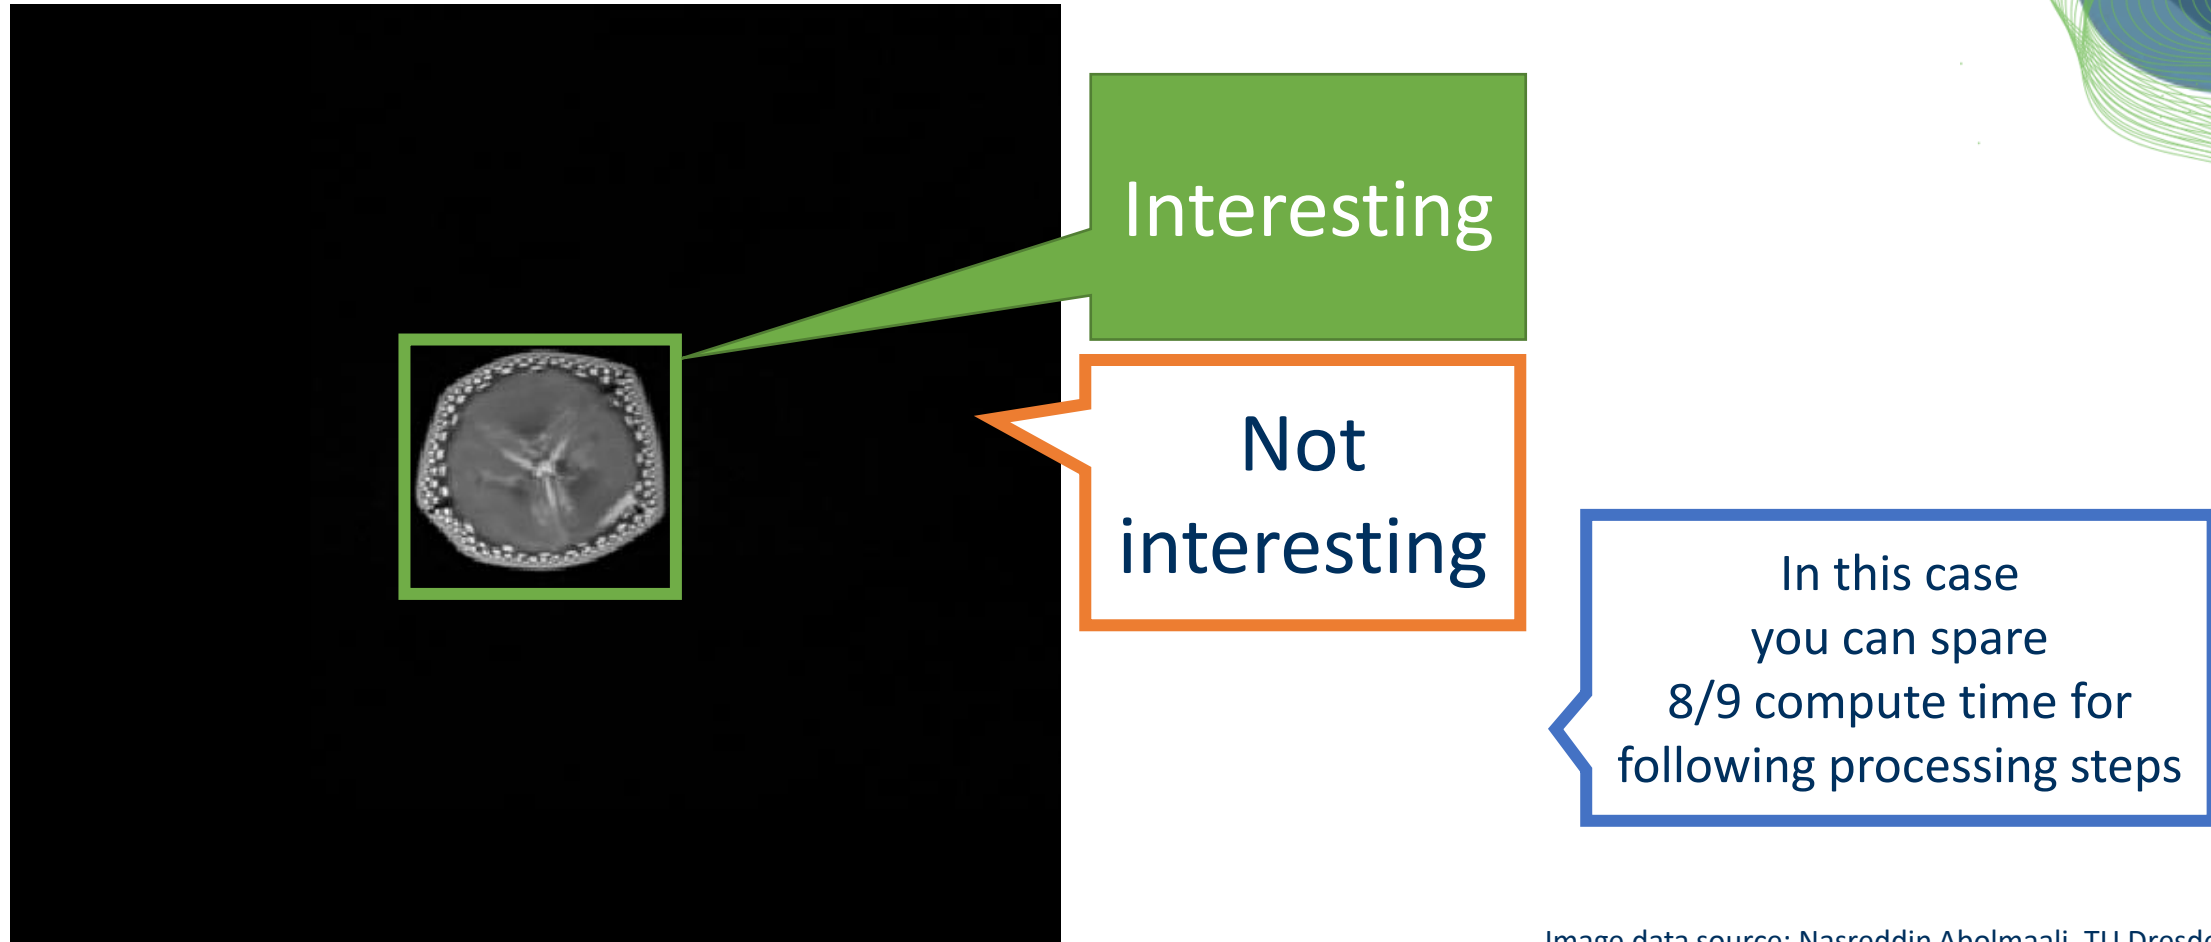 Interesting
Not
interesting
In this case
you can spare
8/9 compute time for
following processing steps
Image data source: Nasreddin Abolmaali, TU